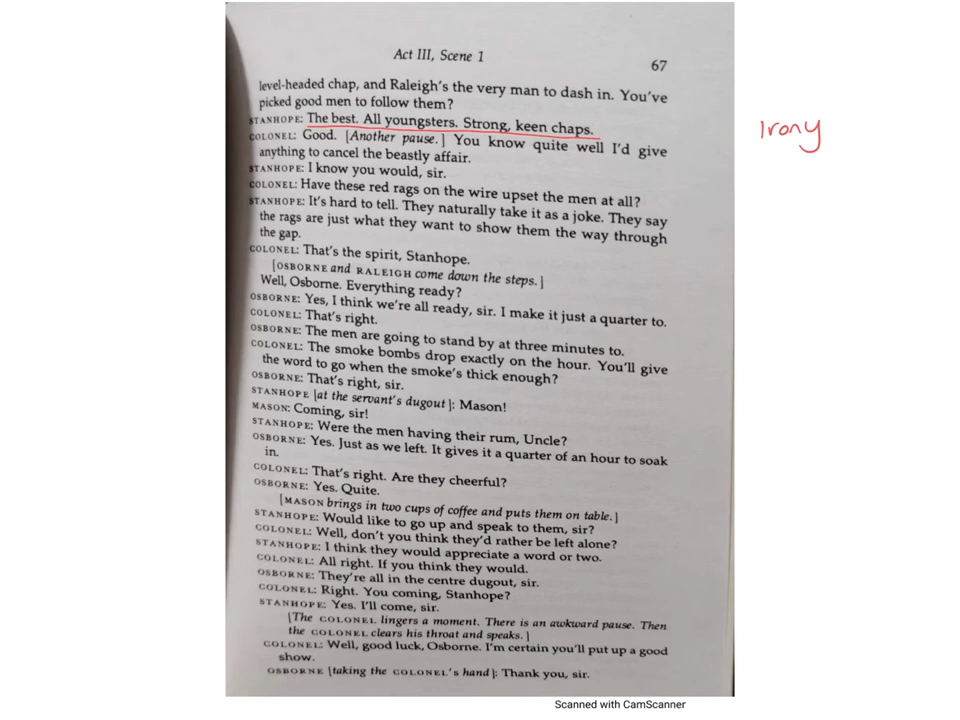 Act III, Scene 1
67
level-headed chap, and Raleigh's the very man to dash in. You've
picked good men to follow them?
STANHOPE: The best. All youngsters. Strong, keen chaps.
Irony
COLONEL: Good. [Another pause.] You know quite well I'd give
anything to cancel the beastly affair.
STANHOPE: I know you would, sir.
COLONEL: Have these red rags on the wire upset the men at all?
STANHOPE: It's hard to tell. They naturally take it as a joke. They say
the rags are just what they want to show them the way through
the gap.
COLONEL: That's the spirit, Stanhope.
[OSBORNE and RALEIGH come down the steps.]
Well, Osborne. Everything ready?
OSBORNE: Yes, I think we're all ready, sir. I make it just a quarter to.
COLONEL: That's right.
OSBORNE: The men are going to stand by at three minutes to.
COLONEL: The smoke bombs drop exactly on the hour. You'll give
the word to go when the smoke's thick enough?
OSBORNE: That's right, sir.
STANHOPE [at the servant's dugout]: Mason!
MASON: Coming, sir!
STANHOPE: Were the men having their rum, Uncle?
OSBORNE: Yes. Just as we left. It gives it a quarter of an hour to soak
in.
COLONEL: That's right. Are they cheerful?
OSBORNE: Yes. Quite.
[MASON brings in two cups of coffee and puts them on table.]
STANHOPE: Would like to go up and speak to them, sir?
COLONEL: Well, don't you think they'd rather be left alone?
STANHOPE: I think they would appreciate a word or two.
COLONEL: All right. If you think they would.
OSBORNE: They're all in the centre dugout, sir.
COLONEL: Right. You coming, Stanhope?
STANHOPE: Yes. I'll come, sir.
[The COLONEL lingers a moment. There is an awkward pause. Then
the COLONEL clears his throat and speaks.]
COLONEL: Well, good luck, Osborne. I'm certain you'll put up a good
show.
OSBORNE [taking the COLONEL's hand]: Thank you, sir.
Scanned with CamScanner